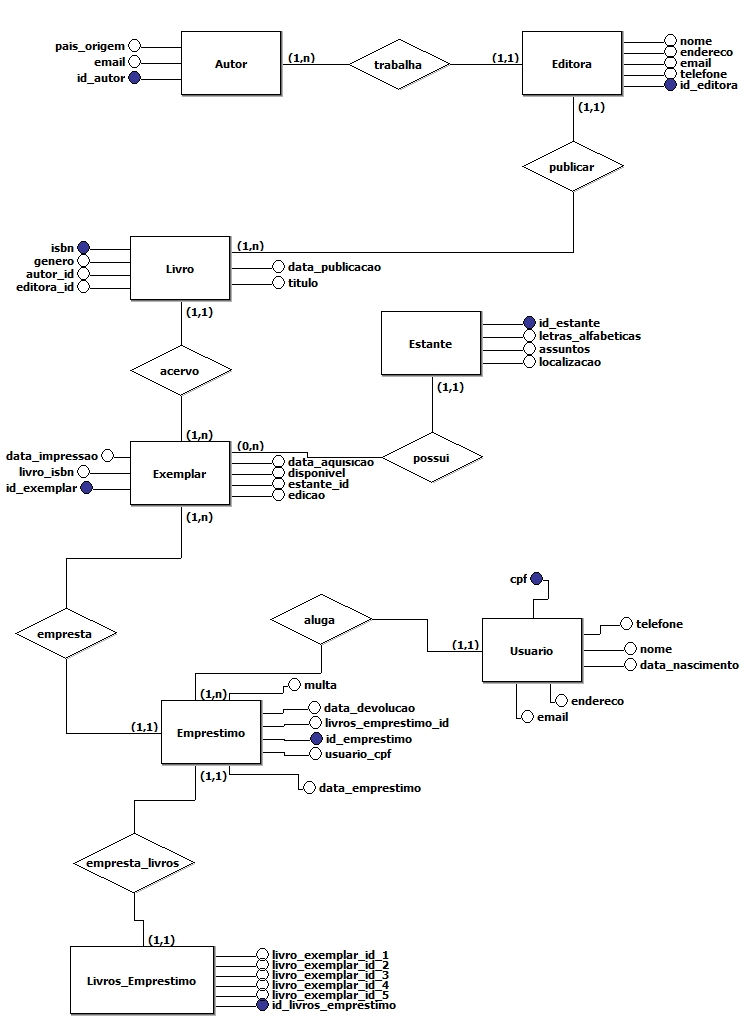 pais_origem
email
id_autor
Autor
(1,n)
trabalha
(1,1)
Editora
nome
endereco
email
telefone
id_editora
(1,1)
publicar
isbn
genero
autor_id
editora_id
Livro
(1,n)
data_publicacao
titulo
(1,1)
acervo
(1,n)
Estante
id_estante
letras_alfabeticas
assuntos
localizacao
(1,1)
possui
(0,n)
data_impressao
livro_isbn
id_exemplar
Exemplar
data_aquisicao
disponivel
estante_id
edicao
(1,n)
empresta
(1,1)
aluga
(1,1)
cpf
Usuario
telefone
nome
data_nascimento
endereco
email
(1,n)
multa
Emprestimo
data_devolucao
livros_emprestimo_id
id_emprestimo
usuario_cpf
data_emprestimo
(1,1)
empresta_livros
(1,1)
Livros_Emprestimo
livro_exemplar_id_1
livro_exemplar_id_2
livro_exemplar_id_3
livro_exemplar_id_4
livro_exemplar_id_5
id_livros_emprestimo